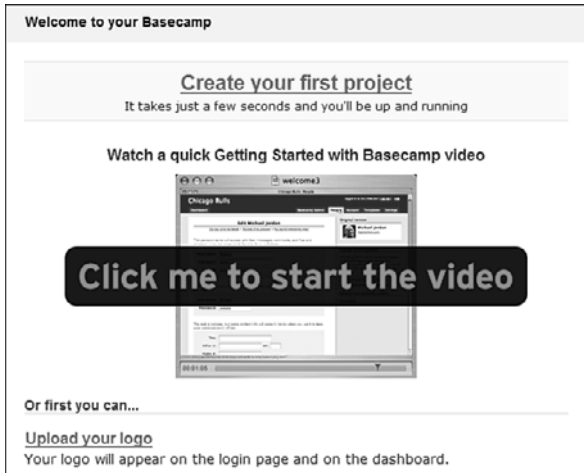 Welcome to your Basecamp
Create your first project
It takes just a few seconds and you'll be up and running
Watch a quick Getting Started with Basecamp video
welcome3
Chicago Bulls
Edit Michael Jordan
Click me to start the video
00:01:05
Or first you can...
Upload your logo
Your logo will appear on the login page and on the dashboard.